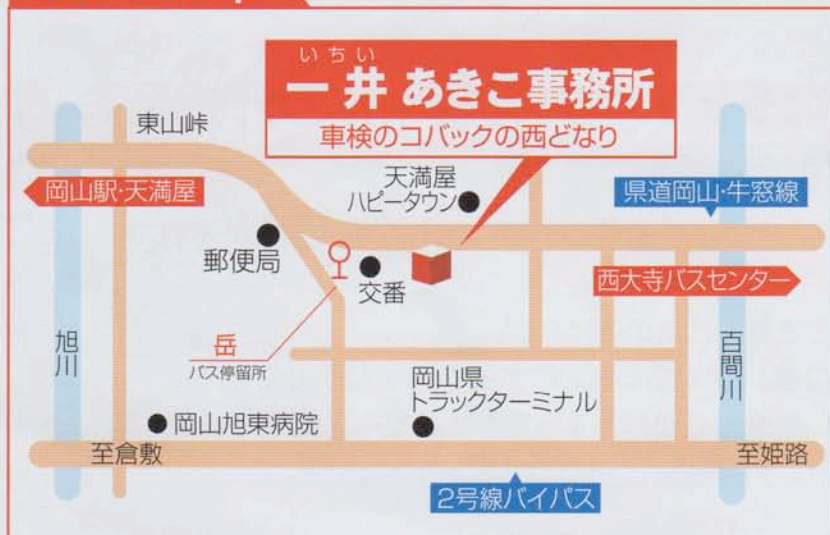 いちい
一井 あきこ事務所
車検のコバックの西どなり
東山峠
岡山駅・天満屋
天満屋
ハピータウン
県道岡山・牛窓線
郵便局
交番
西大寺バスセンター
岳
バス停留所
旭川
百間川
岡山県
トラックターミナル
岡山旭東病院
至倉敷
至姫路
2号線バイパス